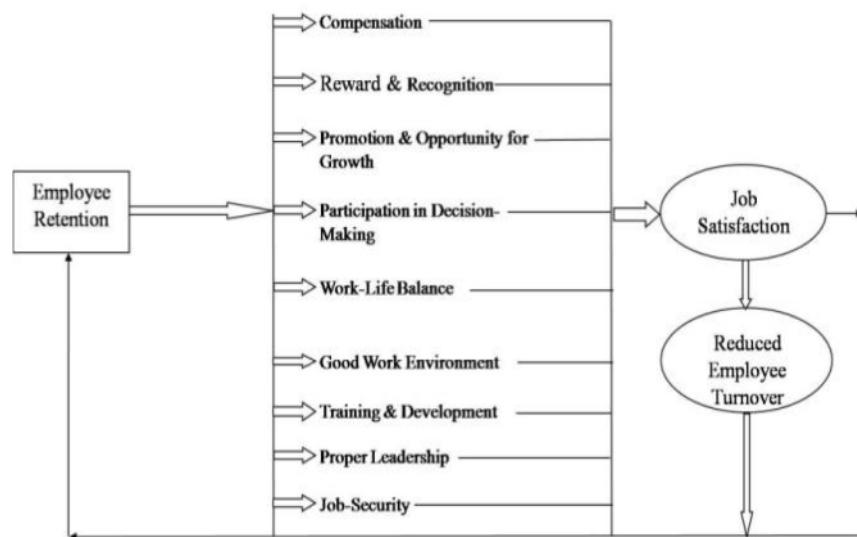 Compensation
Reward & Recognition
Promotion & Opportunity for
Growth
Employee
Retention
Participation in Decision-
Making
Job
Satisfaction
Work-Life Balance
Good Work Environment
Reduced
Employee
Turnover
Training & Development
Proper Leadership
Job-Security